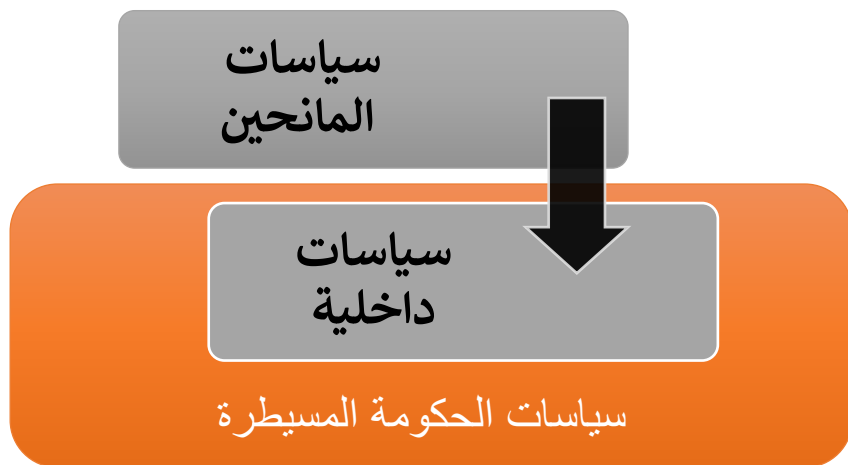 سياسات
المانحين
سياسات
داخلية
سياسات الحكومة المسيطرة